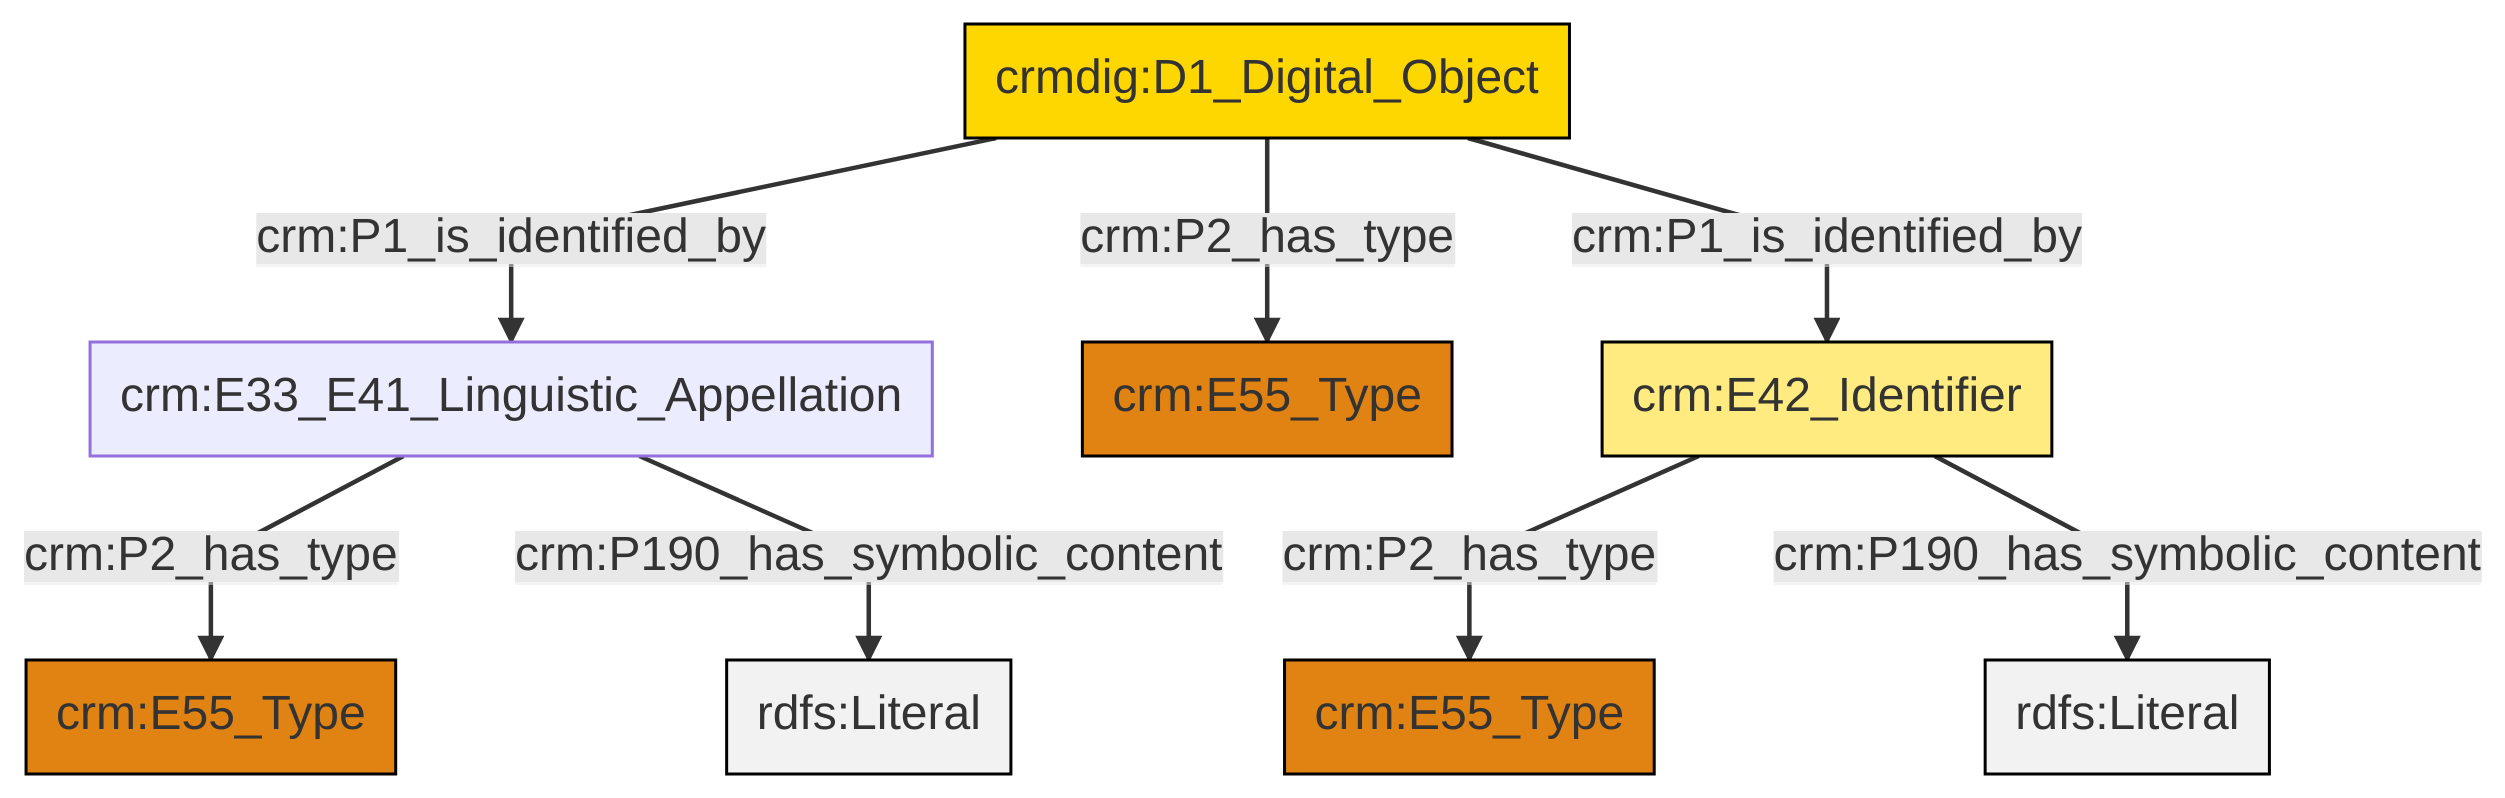 crmdig:D1_Digital_Object
crm:P1_is_identified_by
crm:P2_has_type
crm:P1_is_identified_by
crm:E33_E41_Linguistic_Appellation
crm:E55_Type
crm:E42_Identifier
crm:P2_has_type
crm:P190_has_symbolic_content
crm:P2_has_type
crm:P190_has_symbolic_content
crm:E55_Type
rdfs:Literal
crm:E55_Type
rdfs:Literal